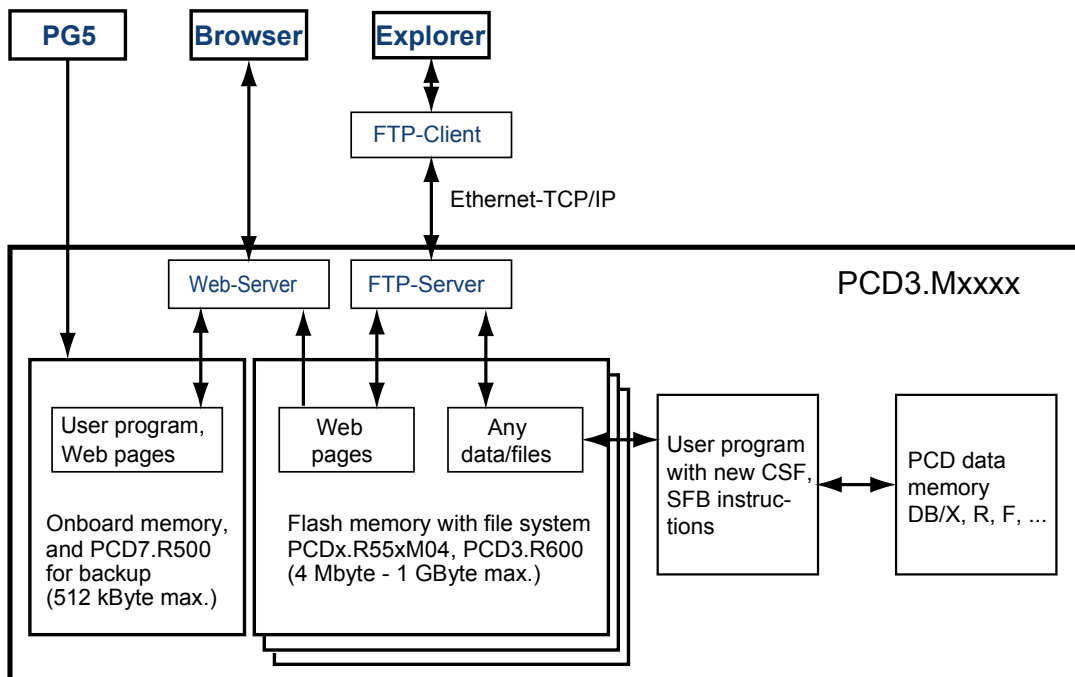 PG5
Browser
Explorer
FTP-Client
Ethernet-TCP/IP
Web-Server
FTP-Server
PCD3.Mxxxx
User program,
Web pages
Web
pages
Any
data/files
User program
with new CSF,
SFB instruc-
tions
PCD data
memory
DB/X, R, F, ...
Onboard memory,
and PCD7.R500
for backup
(512 kByte max.)
Flash memory with file system
PCDx.R55xM04, PCD3.R600
(4 Mbyte - 1 GByte max.)